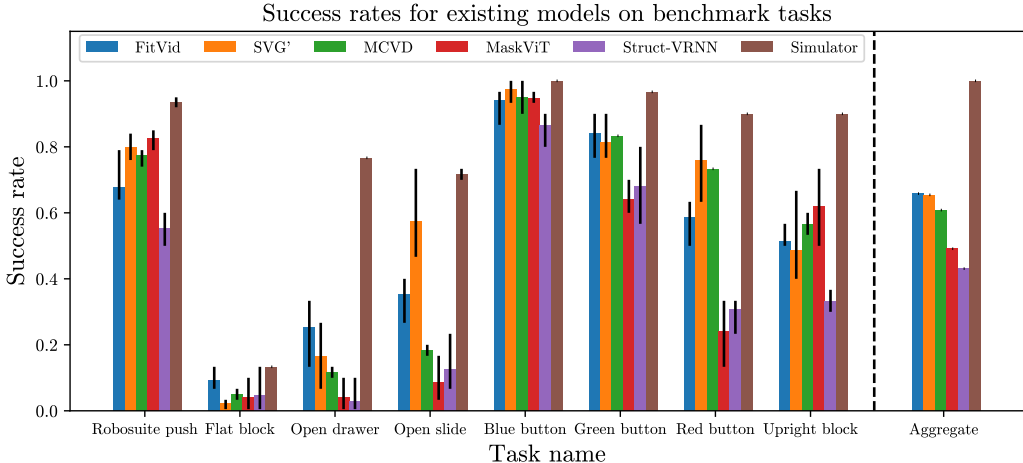 Success rates for existing models on benchmark tasks
FitVid SVG' MCVD MaskViT Struct-VRNN Simulator
1.0
0.8
0.6
0.4
0.2
0.0
Success rate
Robosuite push Flat block Open drawer Open slide Blue button Green button Red button Upright block Aggregate
Task name